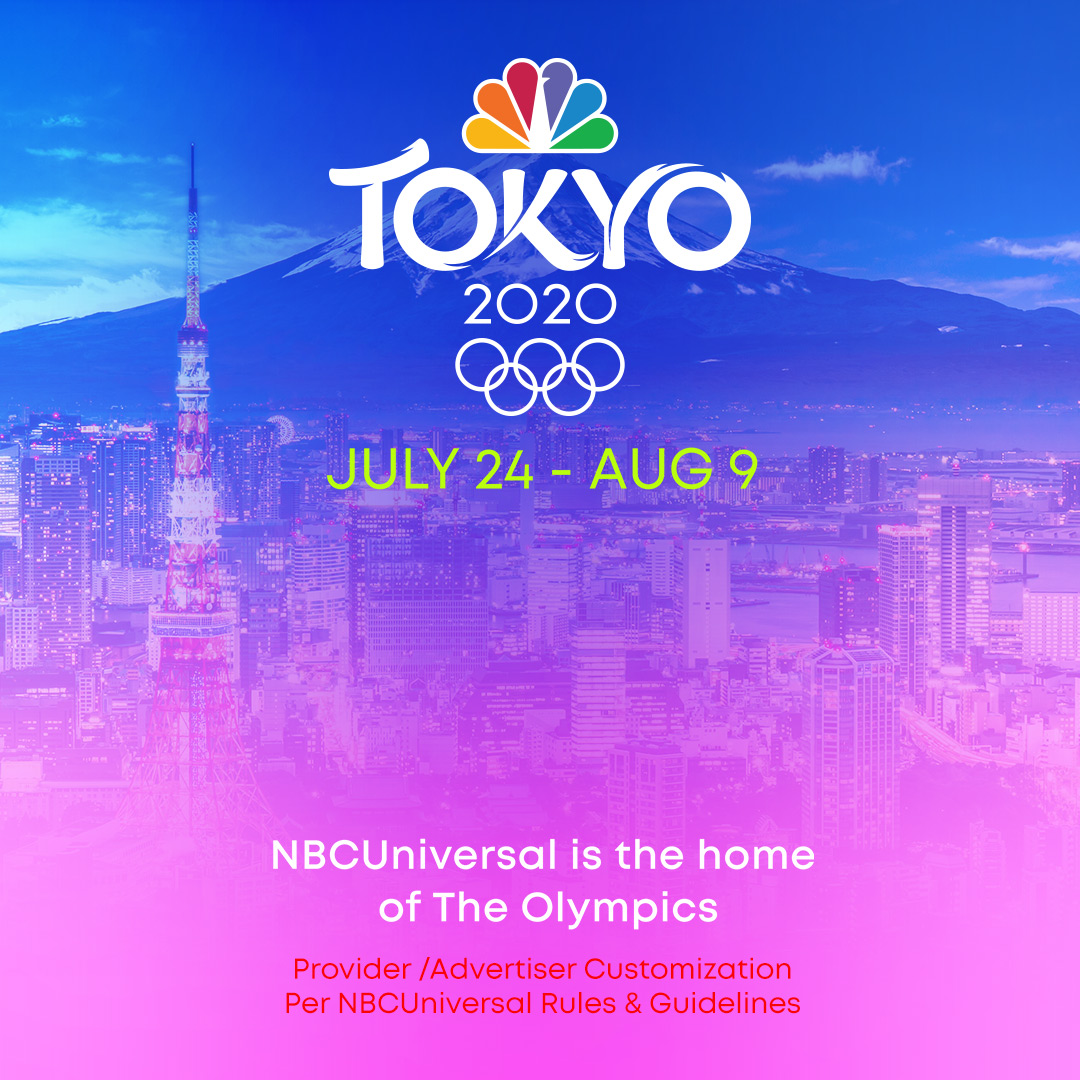 TOKYO
2020
JULY 24 - AUG 9
NBCUniversal is the home
of The Olympics
Provider /Advertiser Customization
Per NBCUniversal Rules & Guidelines